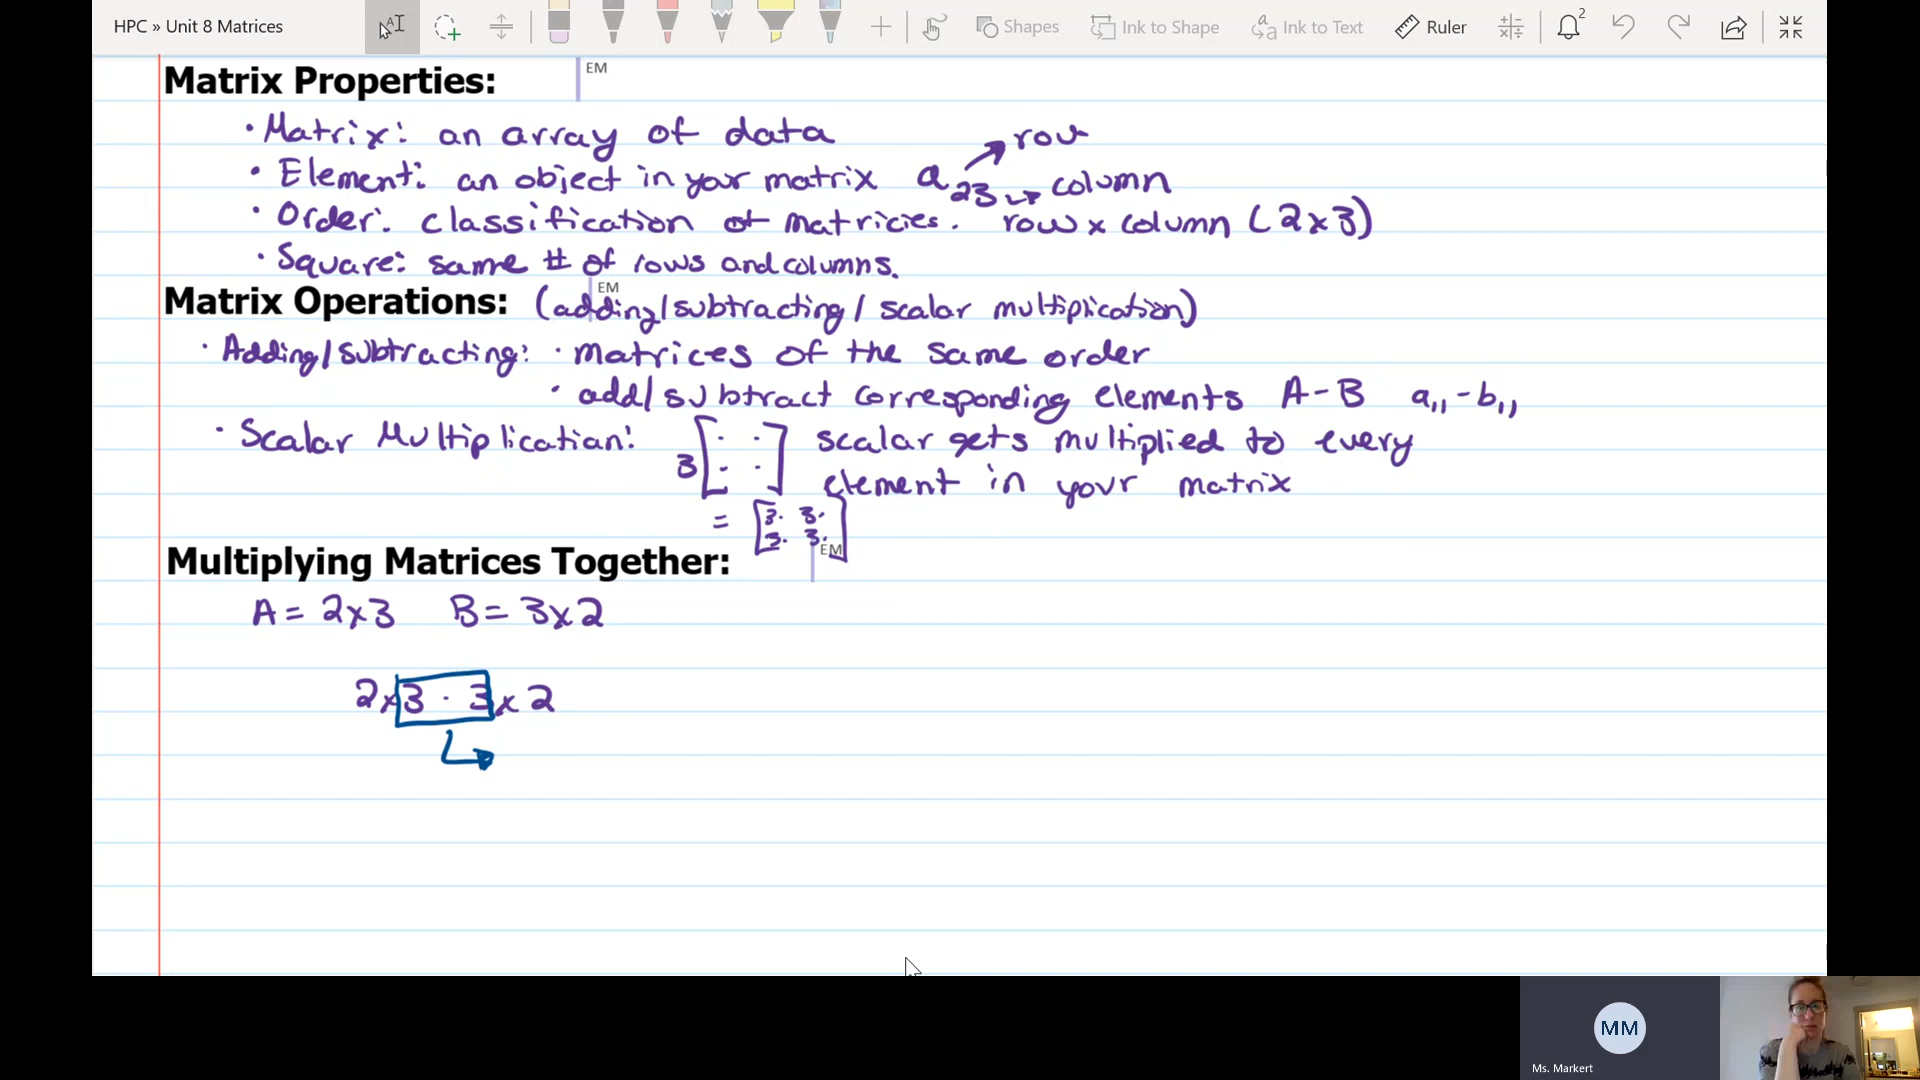 HPC » Unit 8 Matrices
Shapes
Ink to Shape
Ink to Text
Ruler
2
Matrix Properties:
EM
· Matrix: an array of data
row
· Element: an object in your matrix a23 column
· Order: classification of matricies. row x column (2x3)
· Square: same # of rows and columns.
EM
Matrix Operations: (adding/subtracting/ scalar multiplication)
· Adding/subtracting: · matrices of the same order
· add/subtract corresponding elements A-B a11-b11
· Scalar Multiplication: 3[· · · ·] scalar gets multiplied to every
element in your matrix
= [3· 3· 3· 3·]
EM
Multiplying Matrices Together:
A = 2x3 B = 3x2
2x3 · 3x2
MM
Ms. Markert